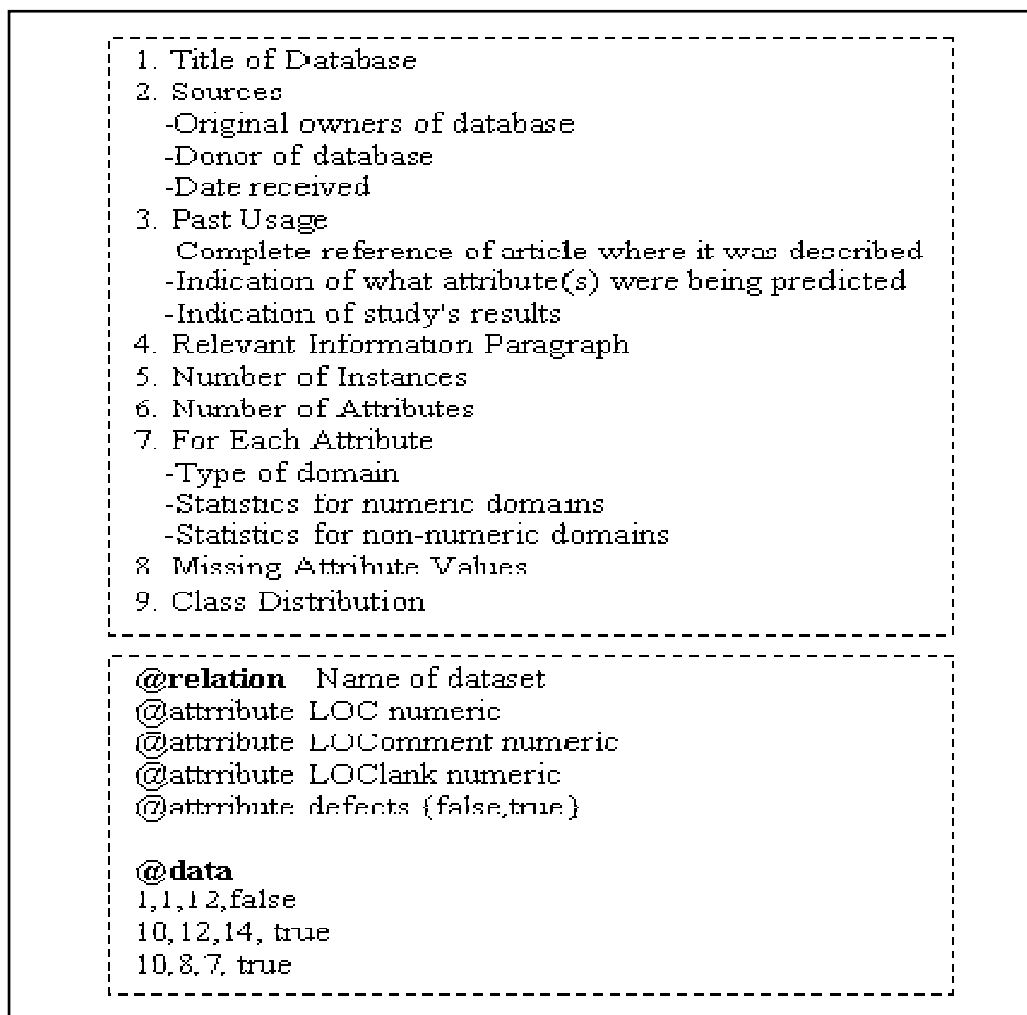 1. Title of Database
2. Sources
-Original owners of database
-Donor of database
-Date received
3. Past Usage
Complete reference of article where it was described
-Indication of what attribute(s) were being predicted
-Indication of study's results
4. Relevant Information Paragraph
5. Number of Instances
6. Number of Attributes
7. For Each Attribute
-Type of domain
-Statistics for numeric domains
-Statistics for non-numeric domains
8 Missing Attribute Values
9. Class Distribution
@relation Name of dataset
@attrribute LOC numeric
@attrribute LOComment numeric
@attrribute LOClank numeric
@attrribute defects {false,true}
@data
1,1,12,false
10,12,14, true
10,8,7, true